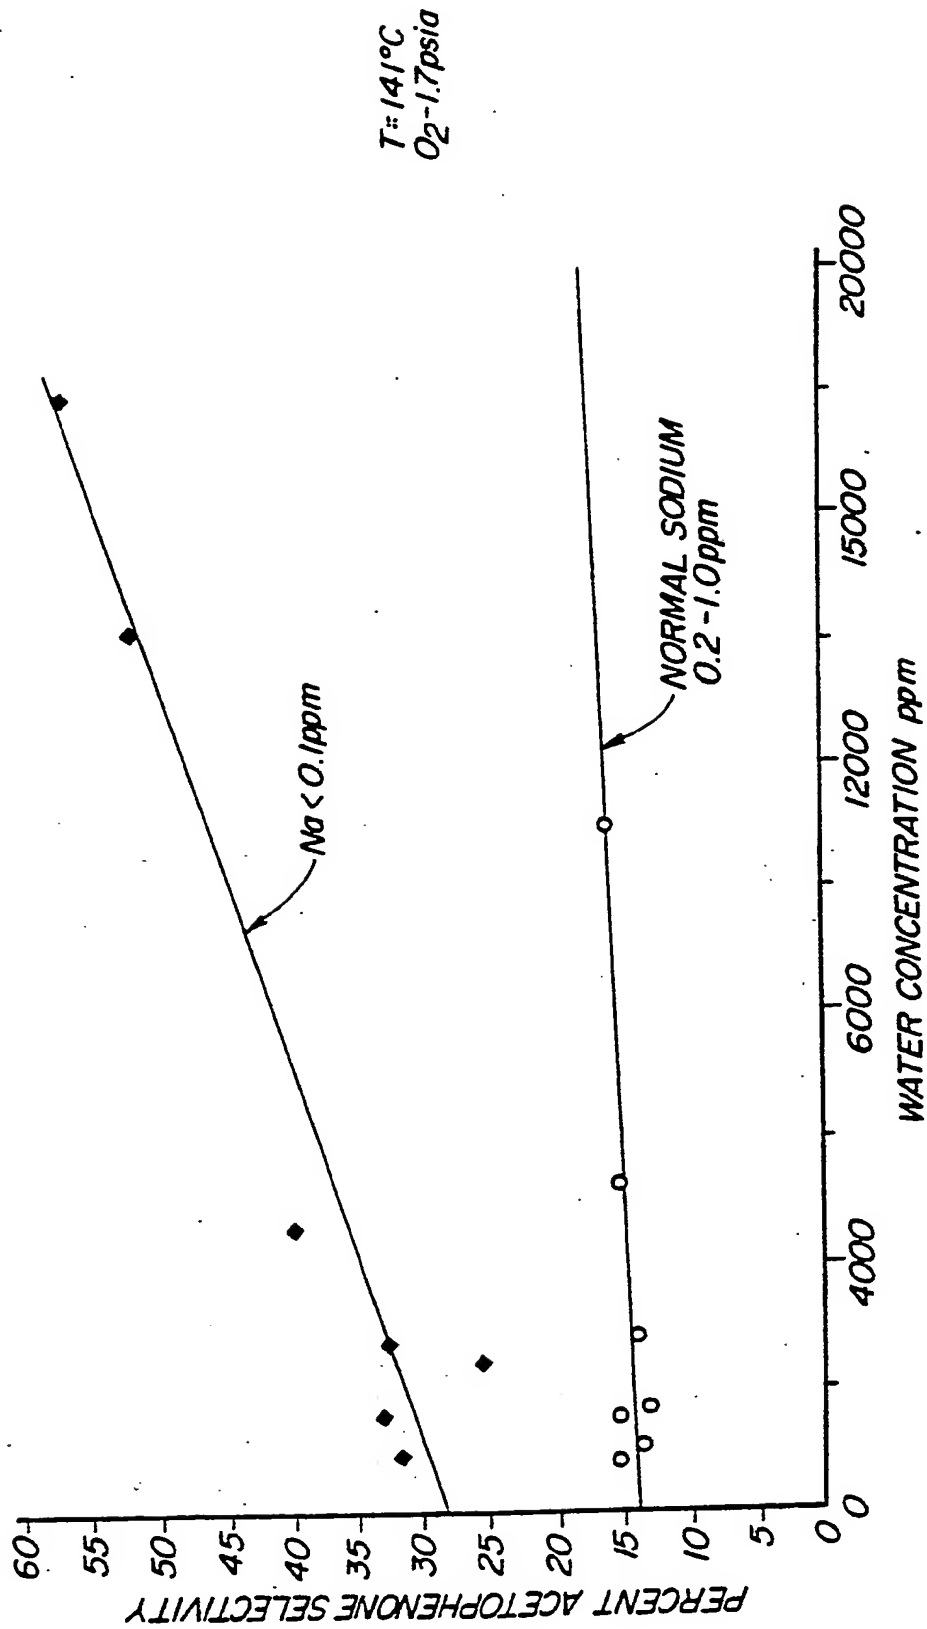 T=141°C
O2-1.7psia
PERCENT ACETOPHENONE SELECTIVITY
60
55
50
45
40
35
30
25
20
15
10
5
0
Na < 0.1ppm
NORMAL SODIUM
0.2-1.0ppm
0
4000
6000
12000
15000
20000
WATER CONCENTRATION ppm